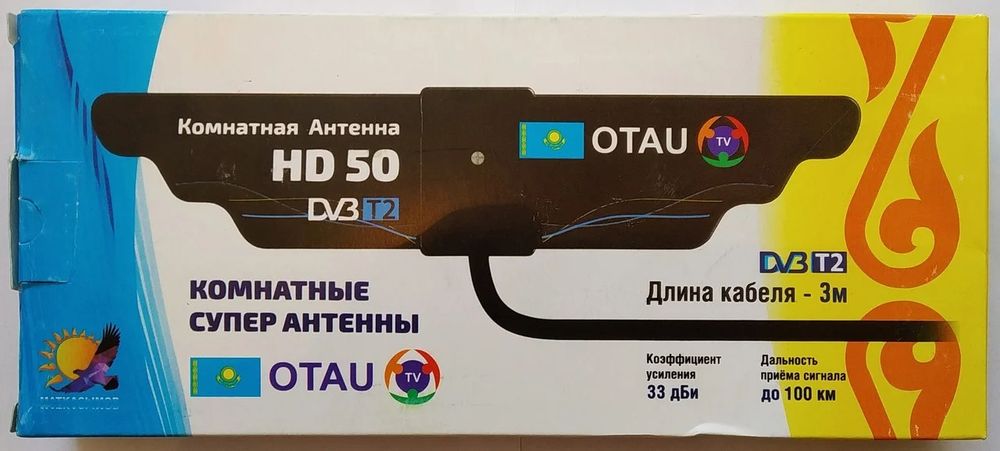 Комнатная Антенна
HD 50
DVB T2
OTAU TV
DVB T2
Длина кабеля - 3м
КОМНАТНЫЕ
СУПЕР АНТЕННЫ
OTAU TV
Коэффициент
усиления
33 дБи
Дальность
приёма сигнала
до 100 км